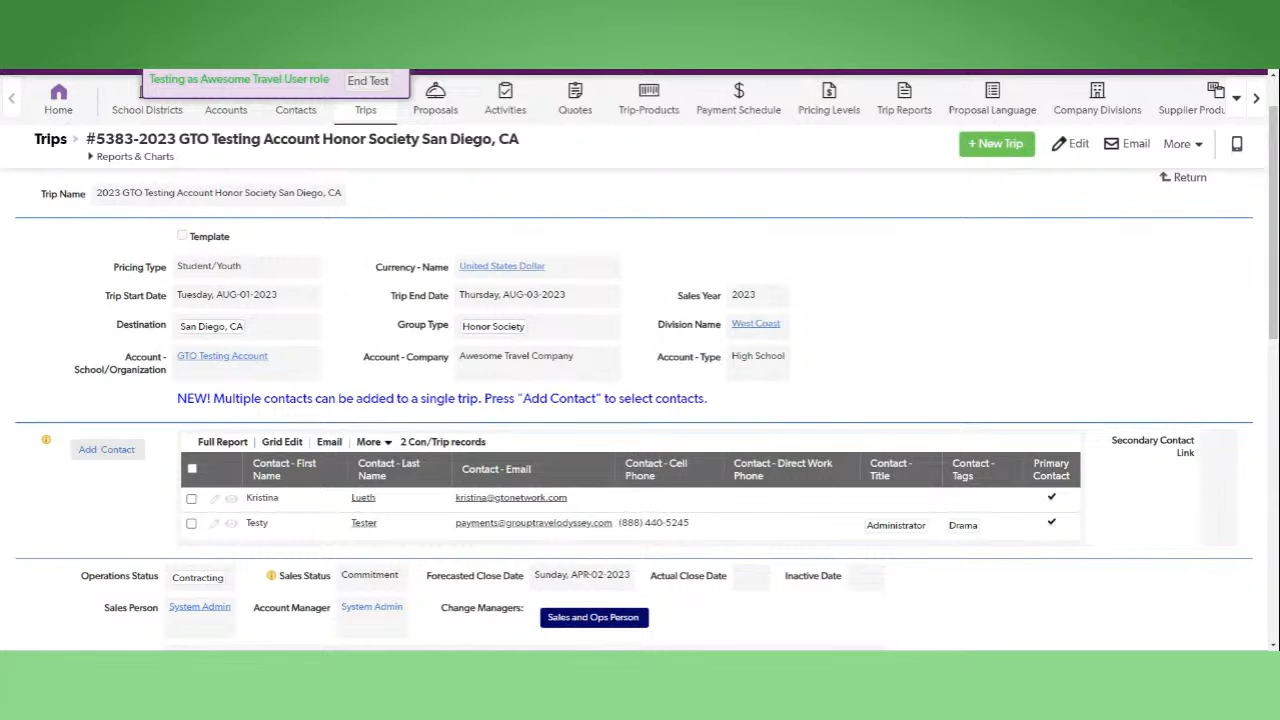 Testing as Awesome Travel User role End Test
Home School Districts Accounts Contacts Trips Proposals Activities Quotes Trip-Products Payment Schedule Pricing Levels Trip Reports Proposal Language Company Divisions Supplier Produ
Trips > #5383-2023 GTO Testing Account Honor Society San Diego, CA + New Trip Edit Email More
Reports & Charts
Return
Trip Name 2023 GTO Testing Account Honor Society San Diego, CA
Template
Pricing Type Student/Youth Currency - Name United States Dollar
Trip Start Date Tuesday, AUG-01-2023 Trip End Date Thursday, AUG-03-2023 Sales Year 2023
Destination San Diego, CA Group Type Honor Society Division Name West Coast
Account - School/Organization GTO Testing Account Account - Company Awesome Travel Company Account - Type High School
NEW! Multiple contacts can be added to a single trip. Press "Add Contact" to select contacts.
Add Contact Full Report | Grid Edit | Email | More 2 Con/Trip records Secondary Contact Link
Contact - First Name Contact - Last Name Contact - Email Contact - Cell Phone Contact - Direct Work Phone Contact - Title Contact - Tags Primary Contact
Kristina Lueth kristina@gtonetwork.com
Testy Tester payments@grouptravelodyssey.com (888) 440-5245 Administrator Drama
Operations Status Contracting Sales Status Commitment Forecasted Close Date Sunday, APR-02-2023 Actual Close Date Inactive Date
Sales Person System Admin Account Manager System Admin Change Managers: Sales and Ops Person